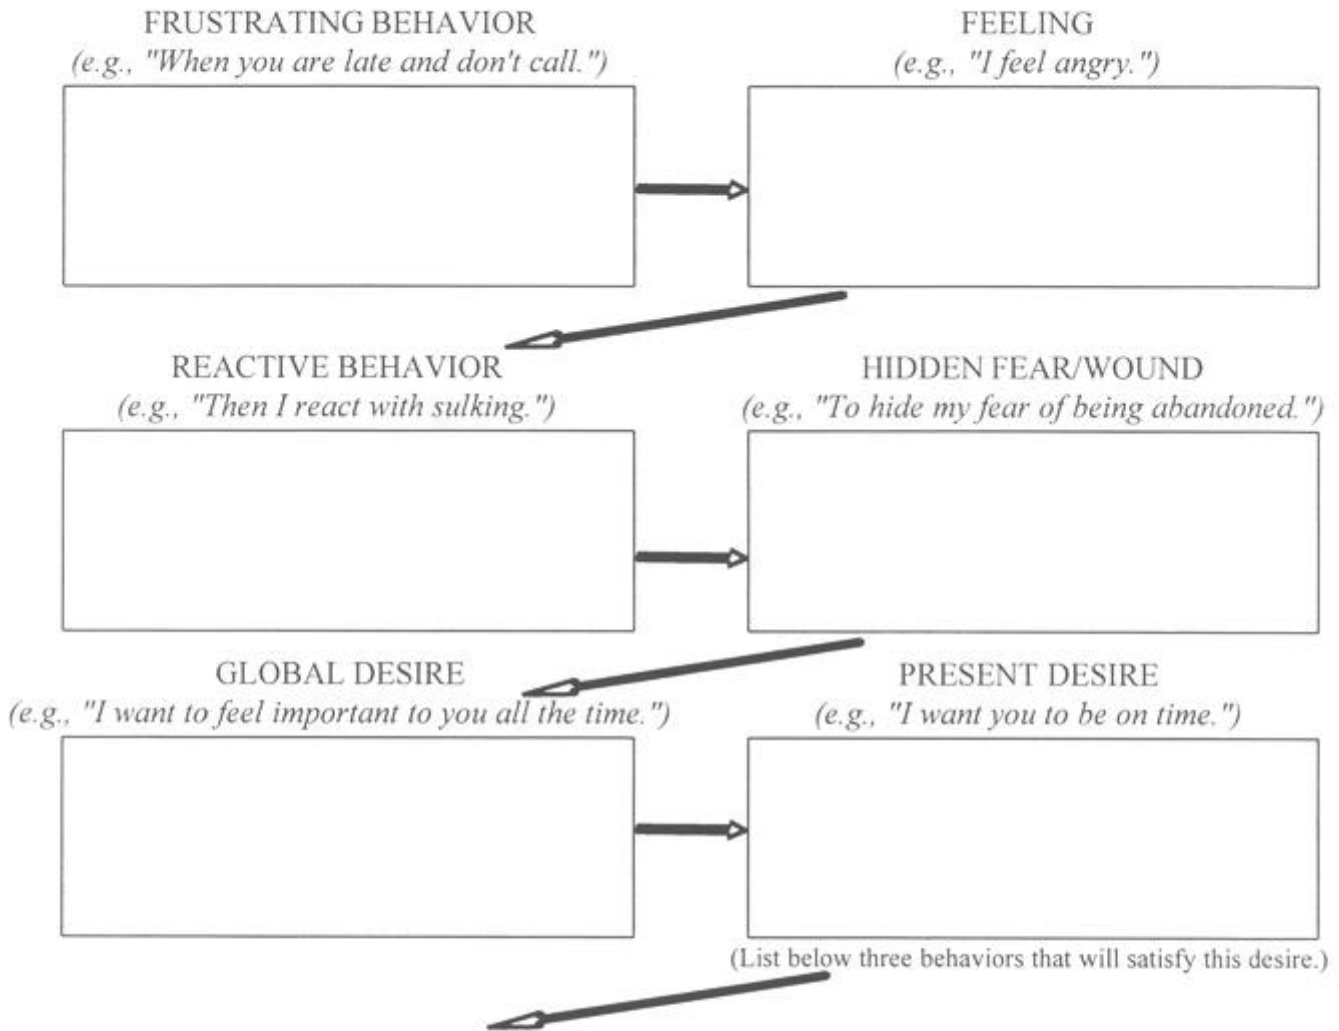 FRUSTRATING BEHAVIOR
(e.g., "When you are late and don't call.")
FEELING
(e.g., "I feel angry.")
REACTIVE BEHAVIOR
(e.g., "Then I react with sulking.")
HIDDEN FEAR/WOUND
(e.g., "To hide my fear of being abandoned.")
GLOBAL DESIRE
(e.g., "I want to feel important to you all the time.")
PRESENT DESIRE
(e.g., "I want you to be on time.")
(List below three behaviors that will satisfy this desire.)